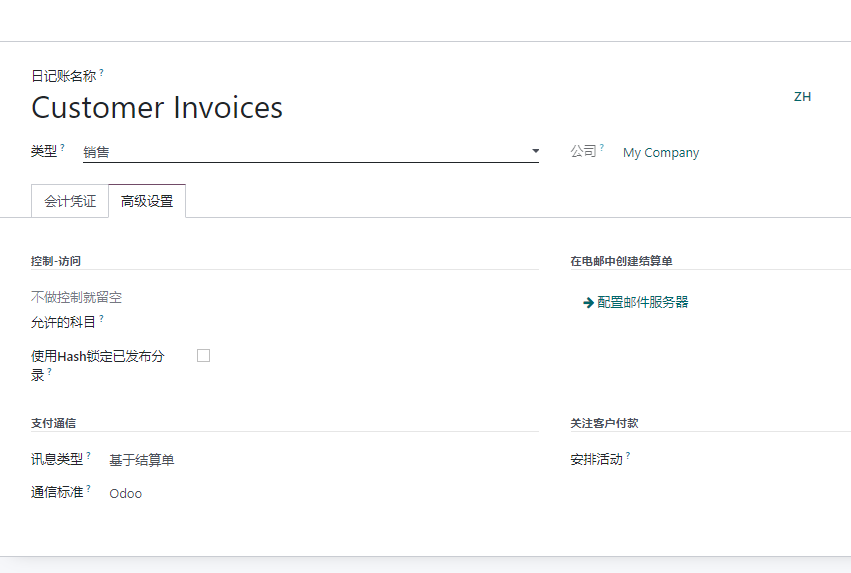 日记账名称 ?
Customer Invoices
ZH
类型 ? 销售
公司 ? My Company
会计凭证 高级设置
控制-访问
在电邮中创建结算单
不做控制就留空
→配置邮件服务器
允许的科目 ?
使用Hash锁定已发布分
录 ?
支付通信
关注客户付款
讯息类型 ? 基于结算单
安排活动 ?
通信标准 ? Odoo